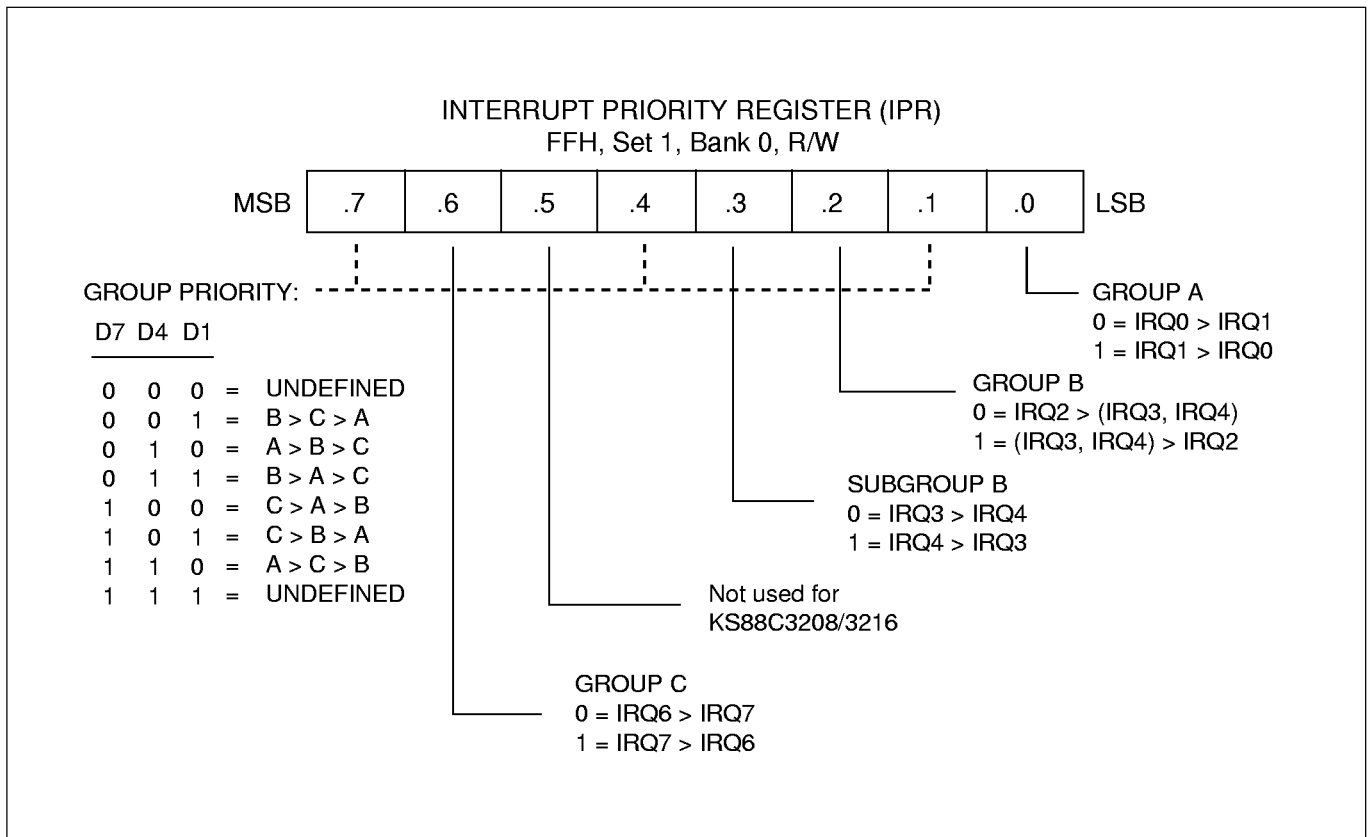 INTERRUPT PRIORITY REGISTER (IPR)
FFH, Set 1, Bank 0, R/W
MSB .7 .6 .5 .4 .3 .2 .1 .0 LSB
GROUP PRIORITY:
D7 D4 D1
0 0 0 = UNDEFINED
0 0 1 = B > C > A
0 1 0 = A > B > C
0 1 1 = B > A > C
1 0 0 = C > A > B
1 0 1 = C > B > A
1 1 0 = A > C > B
1 1 1 = UNDEFINED
GROUP A
0 = IRQ0 > IRQ1
1 = IRQ1 > IRQ0
GROUP B
0 = IRQ2 > (IRQ3, IRQ4)
1 = (IRQ3, IRQ4) > IRQ2
SUBGROUP B
0 = IRQ3 > IRQ4
1 = IRQ4 > IRQ3
Not used for
KS88C3208/3216
GROUP C
0 = IRQ6 > IRQ7
1 = IRQ7 > IRQ6